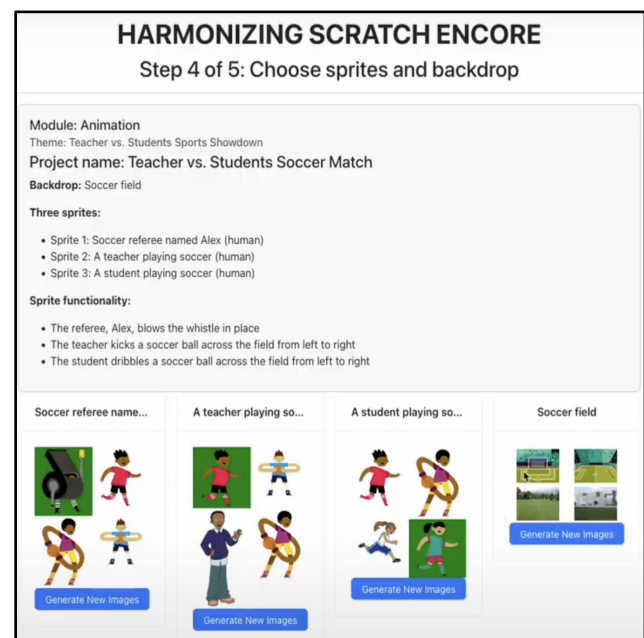 HARMONIZING SCRATCH ENCORE
Step 4 of 5: Choose sprites and backdrop
Module: Animation
Theme: Teacher vs. Students Sports Showdown
Project name: Teacher vs. Students Soccer Match
Backdrop: Soccer field
Three sprites:
• Sprite 1: Soccer referee named Alex (human)
• Sprite 2: A teacher playing soccer (human)
• Sprite 3: A student playing soccer (human)
Sprite functionality:
• The referee, Alex, blows the whistle in place
• The teacher kicks a soccer ball across the field from left to right
• The student dribbles a soccer ball across the field from left to right
Soccer referee name...
Generate New Images
A teacher playing so...
Generate New Images
A student playing so...
Generate New Images
Soccer field
Generate New Images